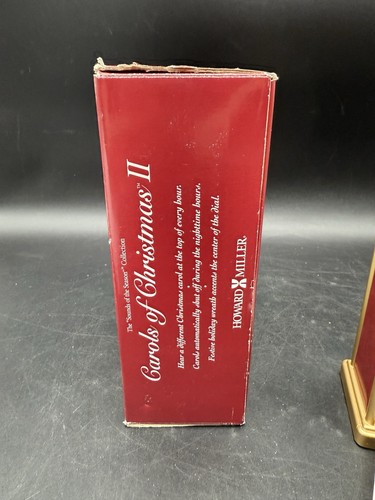 The "Sounds of the Season"™ Collection
Carols of Christmas™ II
Hear a different Christmas carol at the top of every hour.
Carols automatically shut off during the nighttime hours.
Festive holiday wreath accents the center of the dial.
HOWARD MILLER